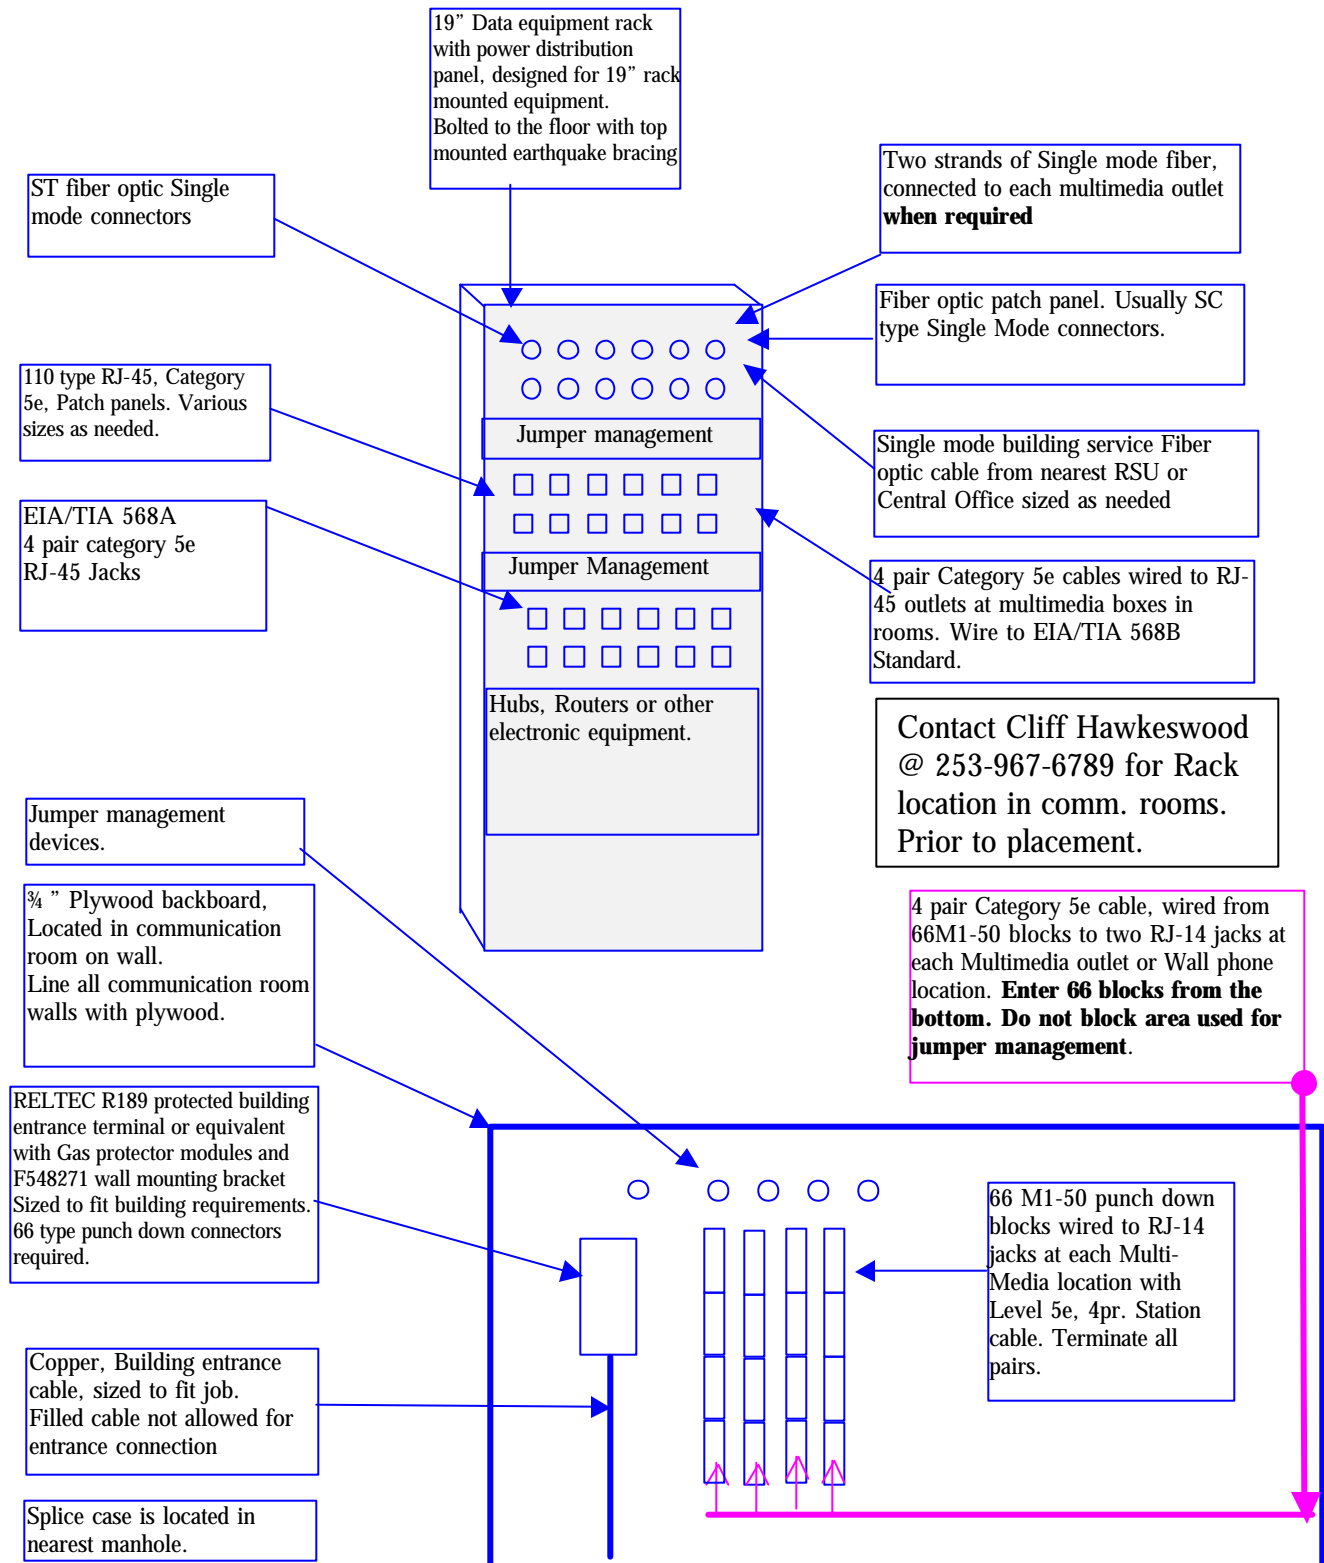 19” Data equipment rack
with power distribution
panel, designed for 19” rack
mounted equipment.
Bolted to the floor with top
mounted earthquake bracing
ST fiber optic Single
mode connectors
Two strands of Single mode fiber,
connected to each multimedia outlet
when required
Fiber optic patch panel. Usually SC
type Single Mode connectors.
110 type RJ-45, Category
5e, Patch panels. Various
sizes as needed.
Jumper management
Single mode building service Fiber
optic cable from nearest RSU or
Central Office sized as needed
EIA/TIA 568A
4 pair category 5e
RJ-45 Jacks
Jumper Management
4 pair Category 5e cables wired to RJ-
45 outlets at multimedia boxes in
rooms. Wire to EIA/TIA 568B
Standard.
Hubs, Routers or other
electronic equipment.
Contact Cliff Hawkeswood
@ 253-967-6789 for Rack
location in comm. rooms.
Prior to placement.
Jumper management
devices.
¾ ” Plywood backboard,
Located in communication
room on wall.
Line all communication room
walls with plywood.
4 pair Category 5e cable, wired from
66M1-50 blocks to two RJ-14 jacks at
each Multimedia outlet or Wall phone
location. Enter 66 blocks from the
bottom. Do not block area used for
jumper management.
RELTEC R189 protected building
entrance terminal or equivalent
with Gas protector modules and
F548271 wall mounting bracket
Sized to fit building requirements.
66 type punch down connectors
required.
66 M1-50 punch down
blocks wired to RJ-14
jacks at each Multi-
Media location with
Level 5e, 4pr. Station
cable. Terminate all
pairs.
Copper, Building entrance
cable, sized to fit job.
Filled cable not allowed for
entrance connection
Splice case is located in
nearest manhole.